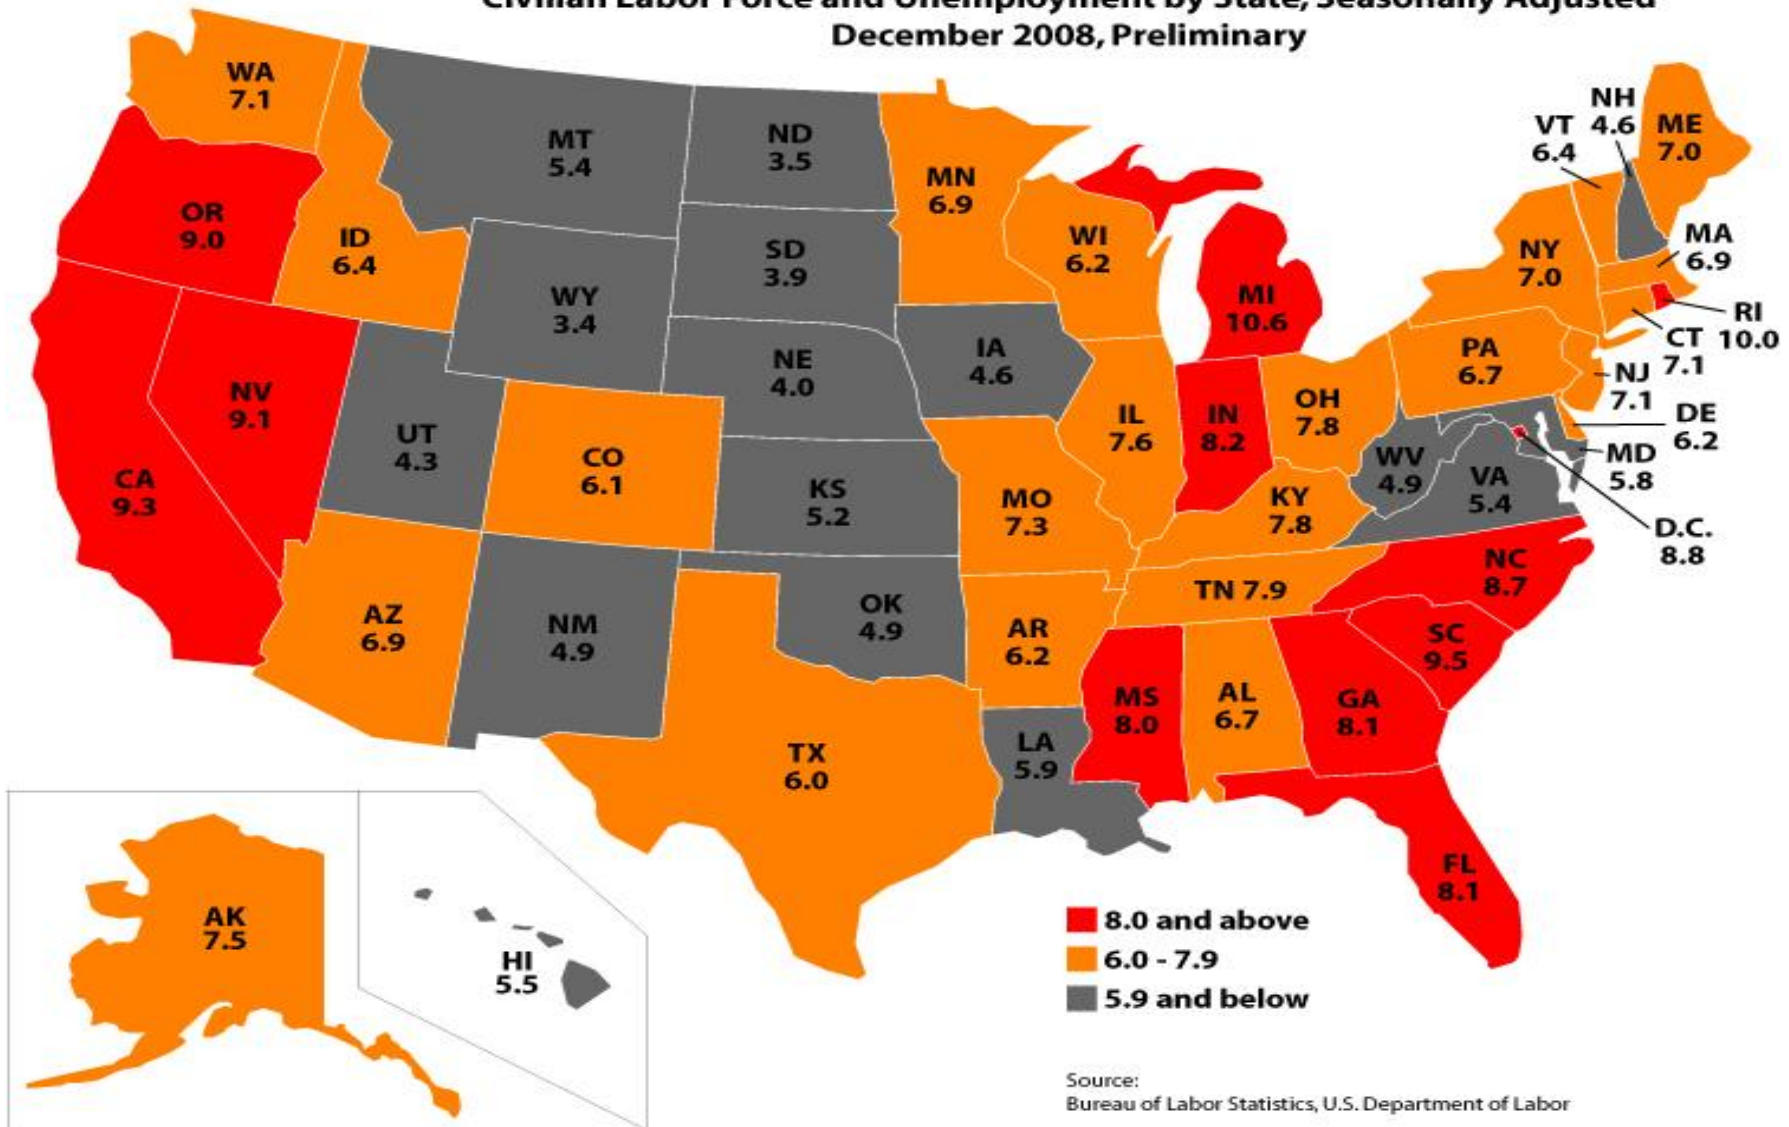 Civilian Labor Force and Unemployment by State, Seasonally Adjusted
December 2008, Preliminary
WA
7.1
MT
5.4
ND
3.5
MN
6.9
VT
6.4
NH
4.6
ME
7.0
OR
9.0
ID
6.4
WY
3.4
SD
3.9
WI
6.2
MI
10.6
NY
7.0
MA
6.9
RI
10.0
CT
7.1
NV
9.1
UT
4.3
NE
4.0
IA
4.6
PA
6.7
NJ
7.1
CA
9.3
CO
6.1
KS
5.2
MO
7.3
IL
7.6
IN
8.2
OH
7.8
DE
6.2
WV
4.9
VA
5.4
MD
5.8
KY
7.8
D.C.
8.8
AZ
6.9
NM
4.9
OK
4.9
AR
6.2
TN 7.9
NC
8.7
SC
9.5
TX
6.0
LA
5.9
MS
8.0
AL
6.7
GA
8.1
FL
8.1
AK
7.5
HI
5.5
8.0 and above
6.0 - 7.9
5.9 and below
Source:
Bureau of Labor Statistics, U.S. Department of Labor